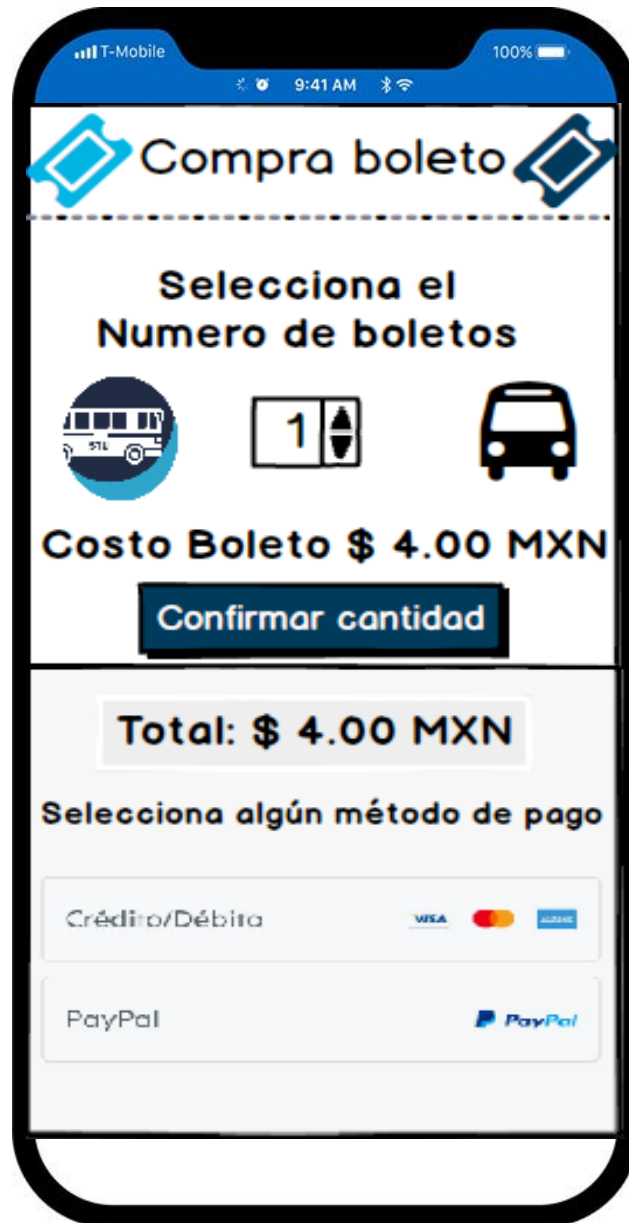 T-Mobile 100%
9:41 AM
Compra boleto
Selecciona el
Numero de boletos
1
Costo Boleto $ 4.00 MXN
Confirmar cantidad
Total: $ 4.00 MXN
Selecciona algún método de pago
Crédito/Débito VISA
PayPal PayPal